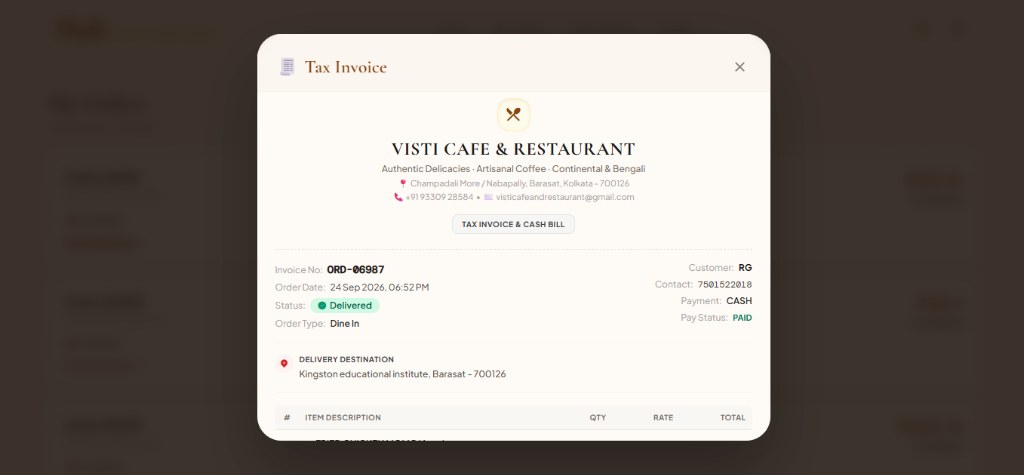 Tax Invoice
VISTI CAFE & RESTAURANT
Authentic Delicacies · Artisanal Coffee · Continental & Bengali
Champadali More / Nabapally, Barasat, Kolkata - 700126
+91 93309 28584 • visticafeandrestaurant@gmail.com
TAX INVOICE & CASH BILL
Invoice No: ORD-06987
Order Date: 24 Sep 2026, 06:52 PM
Status: Delivered
Order Type: Dine In
Customer: RG
Contact: 7501522018
Payment: CASH
Pay Status: PAID
DELIVERY DESTINATION
Kingston educational institute, Barasat - 700126
# ITEM DESCRIPTION QTY RATE TOTAL